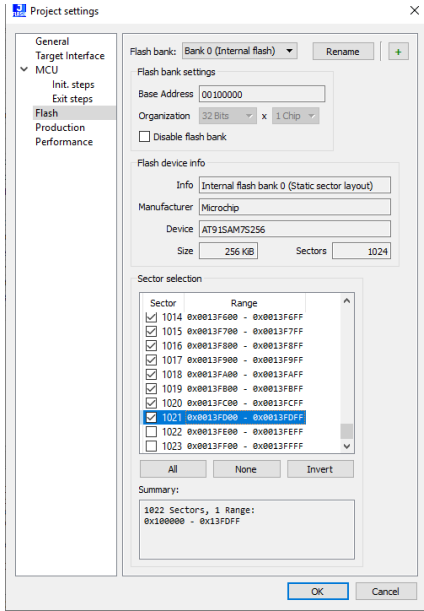 Project settings
General
Target Interface
MCU
Init. steps
Exit steps
Flash
Production
Performance
Flash bank: Bank 0 (Internal flash) Rename +
Flash bank settings
Base Address 00100000
Organization 32 Bits x 1 Chip
Disable flash bank
Flash device info
Info Internal flash bank 0 (Static sector layout)
Manufacturer Microchip
Device AT91SAM7S256
Size 256 KiB Sectors 1024
Sector selection
Sector Range
1014 0x0013F600 - 0x0013F6FF
1015 0x0013F700 - 0x0013F7FF
1016 0x0013F800 - 0x0013F8FF
1017 0x0013F900 - 0x0013F9FF
1018 0x0013FA00 - 0x0013FAFF
1019 0x0013FB00 - 0x0013FBFF
1020 0x0013FC00 - 0x0013FCFF
1021 0x0013FD00 - 0x0013FDFF
1022 0x0013FE00 - 0x0013FEFF
1023 0x0013FF00 - 0x0013FFFF
All None Invert
Summary:
1022 Sectors, 1 Range:
0x100000 - 0x13FDFF
OK Cancel